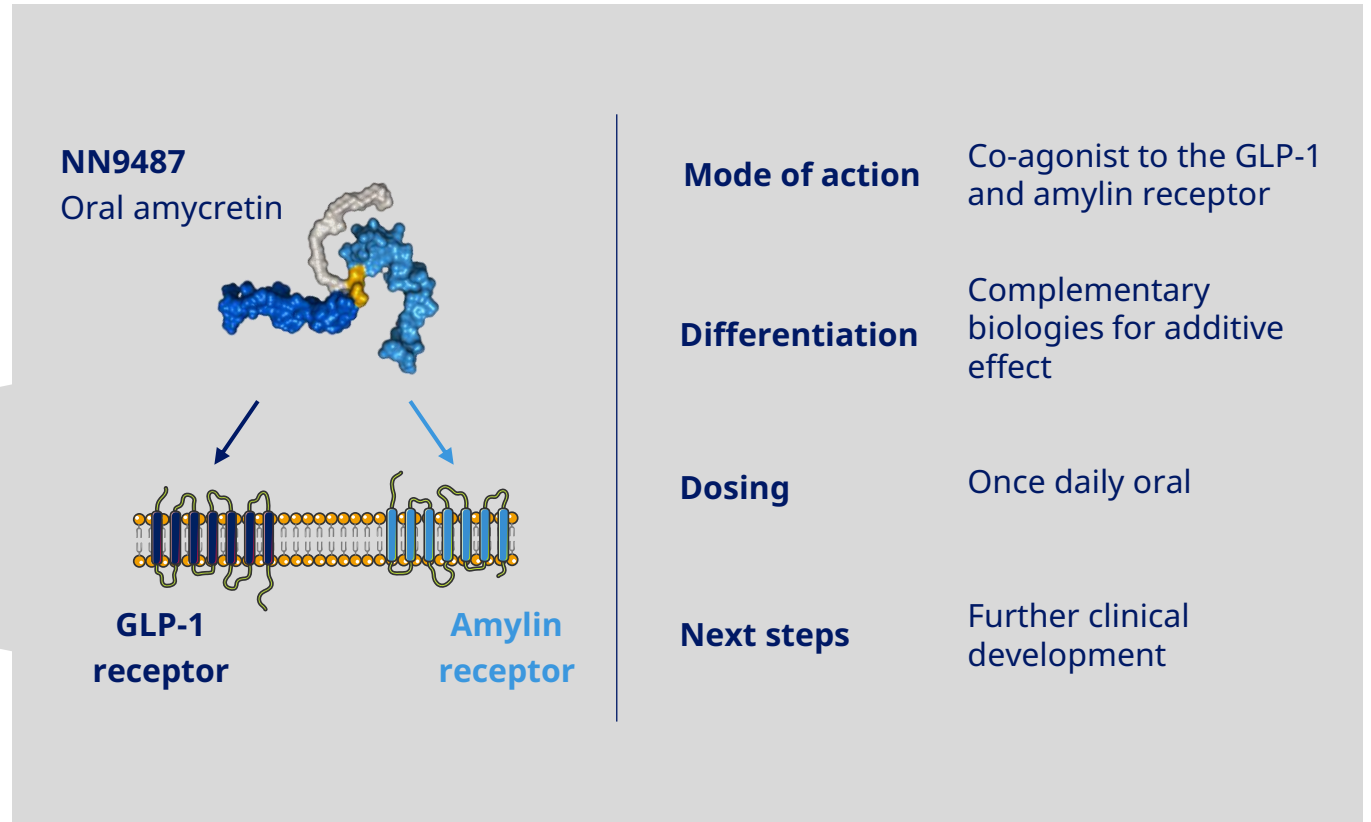 NN9487
Oral amycretin
GLP-1
receptor
Amylin
receptor
Mode of action
Co-agonist to the GLP-1
and amylin receptor
Differentiation
Complementary
biologies for additive
effect
Dosing
Once daily oral
Next steps
Further clinical
development